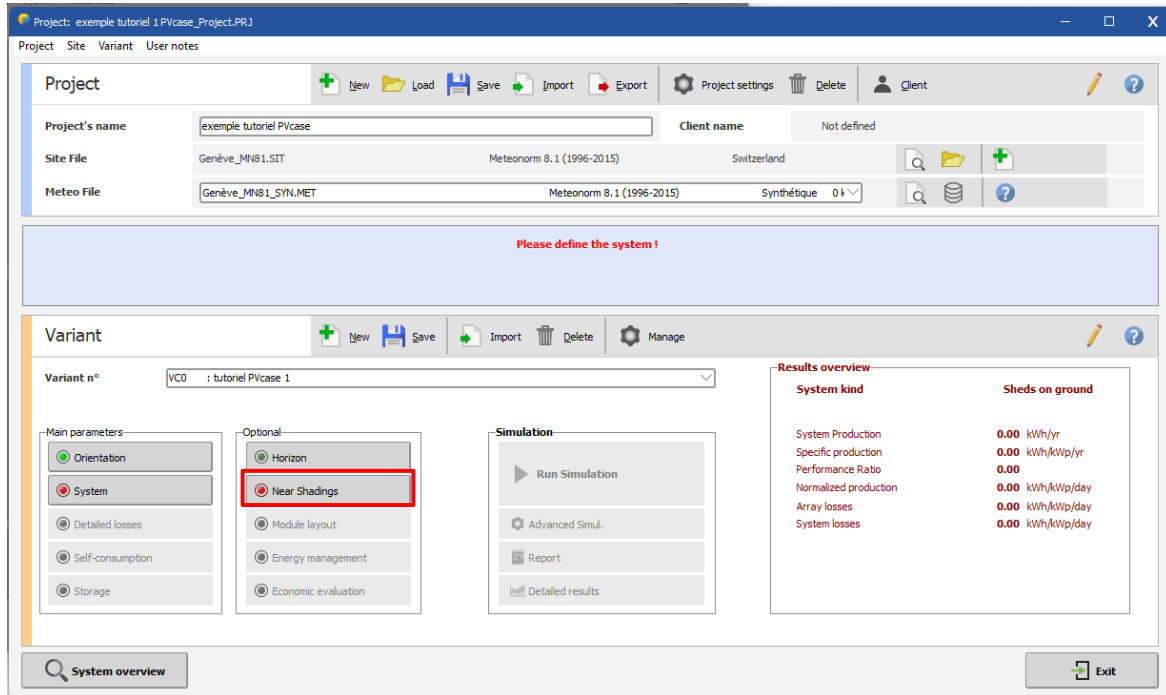 Project: exemple tutoriel 1 PVcase_Project.PRJ
Project Site Variant User notes
Project New Load Save Import Export Project settings Delete Client
Project's name exemple tutoriel PVcase Client name Not defined
Site File Genève_MN81.SIT Meteonorm 8.1 (1996-2015) Switzerland
Meteo File Genève_MN81_SYN.MET Meteonorm 8.1 (1996-2015) Synthétique 0 k
Please define the system !
Variant New Save Import Delete Manage
Variant n° VC0 : tutoriel PVcase 1
Results overview
System kind Sheds on ground
System Production 0.00 kWh/yr
Specific production 0.00 kWh/kWp/yr
Performance Ratio 0.00
Normalized production 0.00 kWh/kWp/day
Array losses 0.00 kWh/kWp/day
System losses 0.00 kWh/kWp/day
Main parameters
Orientation
System
Detailed losses
Self-consumption
Storage
Optional
Horizon
Near Shadings
Module layout
Energy management
Economic evaluation
Simulation
Run Simulation
Advanced Simul.
Report
Detailed results
System overview
Exit